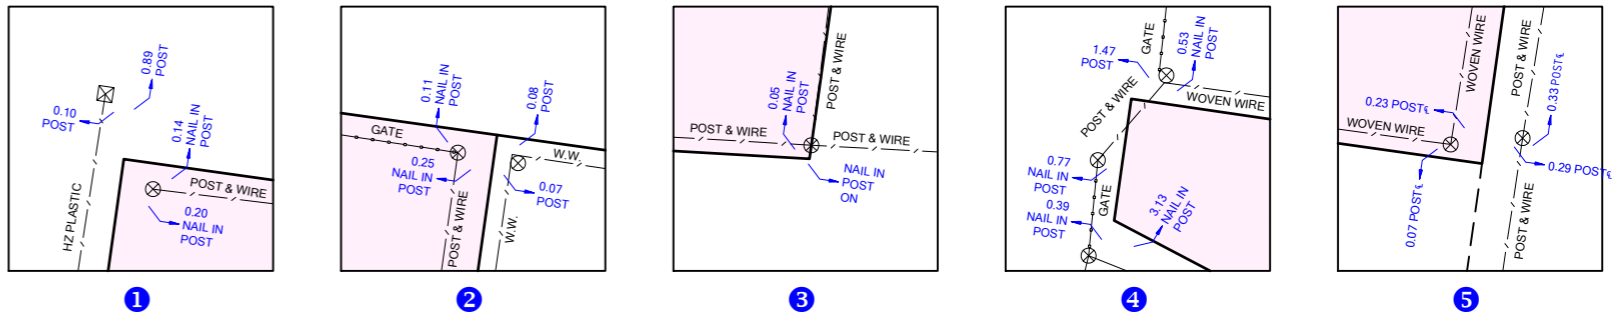 0.89
POST
0.10
POST
0.14
NAIL IN
POST
POST & WIRE
0.20
NAIL IN
POST
HZ PLASTIC
0.11
NAIL IN
POST
0.08
POST
GATE
W.W.
0.25
NAIL IN
POST
0.07
POST
POST & WIRE
W.W.
0.05
NAIL IN
POST
POST & WIRE
POST & WIRE
POST & WIRE
NAIL IN
POST
ON
GATE
0.53
NAIL IN
POST
1.47
POST
POST & WIRE
WOVEN WIRE
0.77
NAIL IN
POST
0.39
NAIL IN
POST
GATE
3.13
NAIL IN
POST
WOVEN WIRE
POST & WIRE
0.33 POST℄
0.23 POST℄
WOVEN WIRE
0.29 POST℄
0.07 POST℄
POST & WIRE
❶
❷
❸
❹
❺